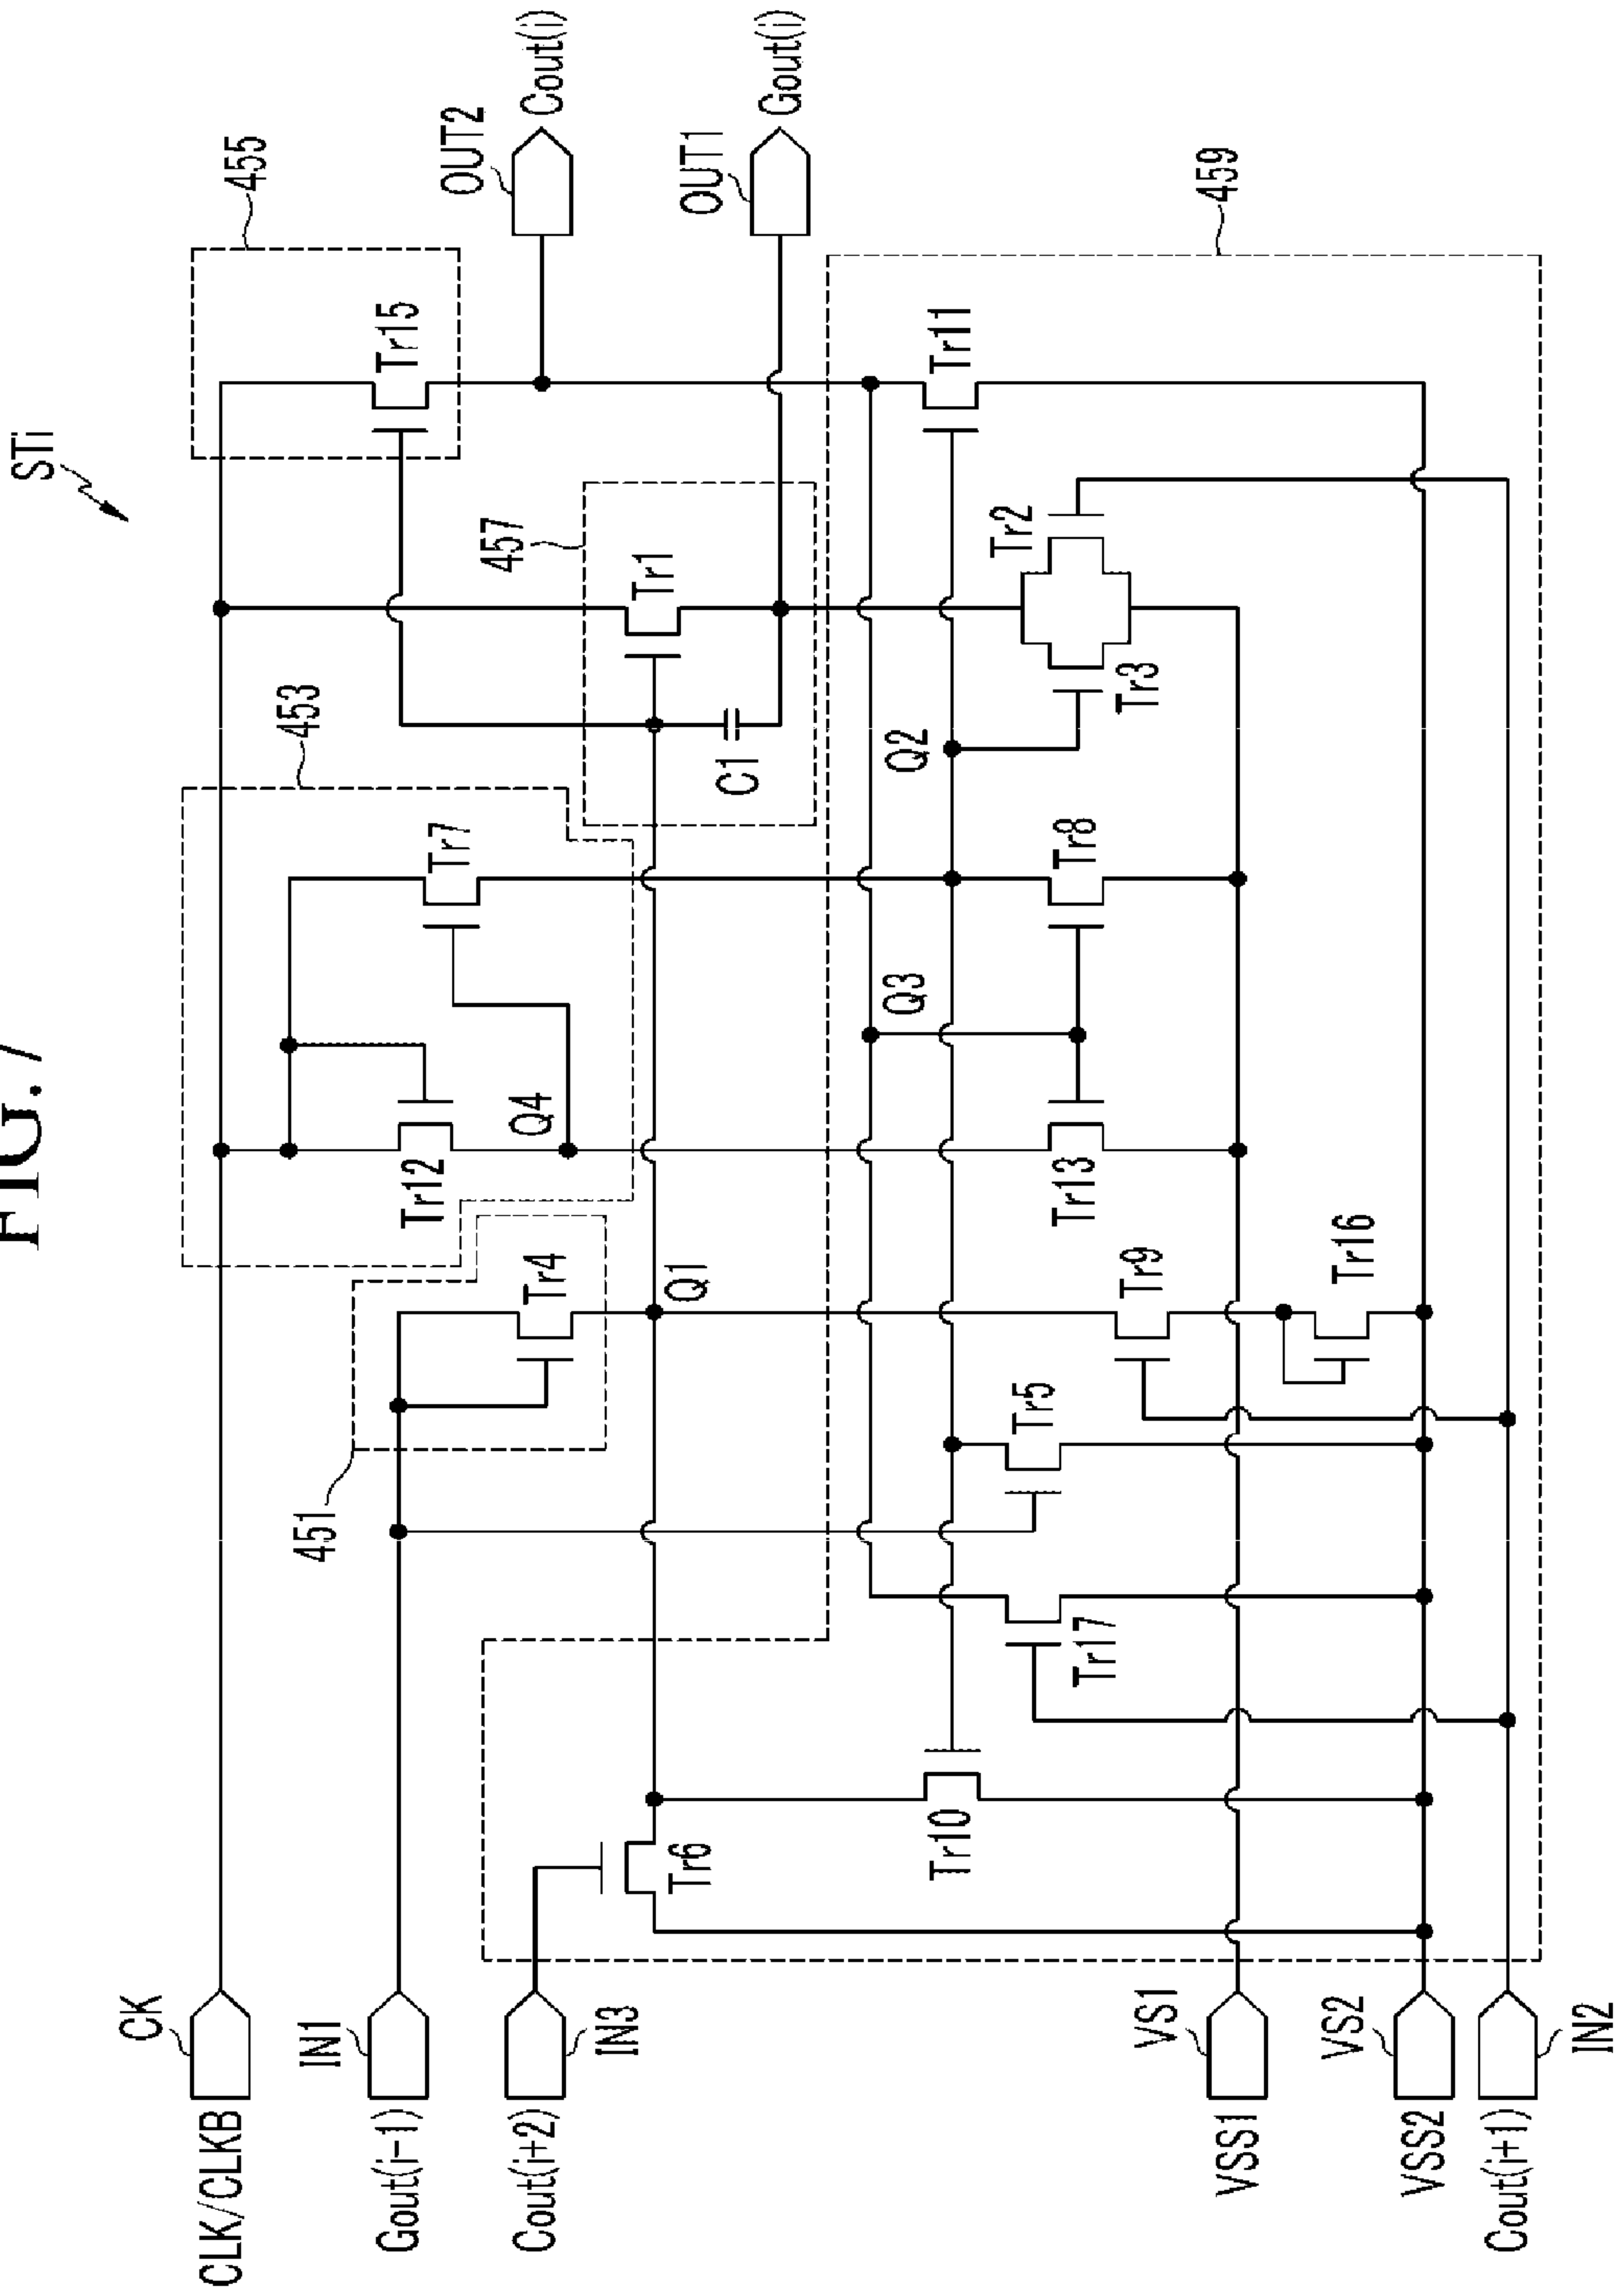 FIG. 7
STi
CK
CLK/CLKB
IN1
Gout(i-1)
Cout(i+2)
IN3
VS1
VSS1
VS2
VSS2
Cout(i+1)
IN2
451
Tr4
453
Tr12
Q4
Tr7
455
Tr15
457
Tr1
C1
OUT2
Cout(i)
OUT1
Gout(i)
459
Q1
Q2
Q3
Tr6
Tr10
Tr17
Tr5
Tr9
Tr16
Tr13
Tr8
Tr3
Tr2
Tr11